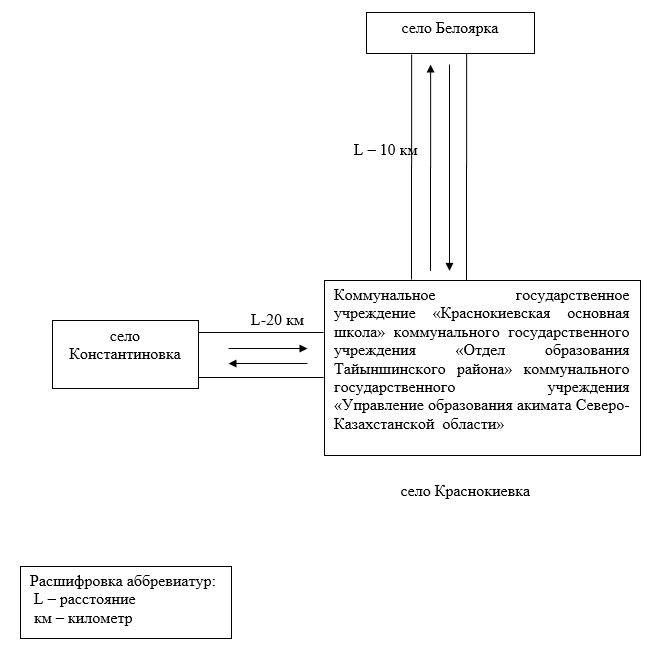 село Белоярка
L – 10 км
L-20 км
село
Константиновка
Коммунальное государственное
учреждение «Краснокиевская основная
школа» коммунального государственного
учреждения «Отдел образования
Тайыншинского района» коммунального
государственного учреждения
«Управление образования акимата Северо-
Казахстанской области»
село Краснокиевка
Расшифровка аббревиатур:
L – расстояние
км – километр